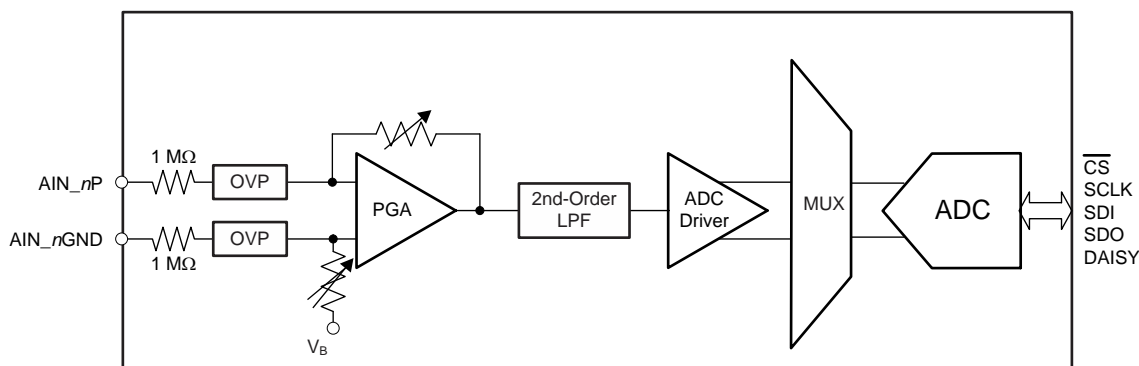 1 MΩ
AIN_nP
OVP
PGA
AIN_nGND
OVP
1 MΩ
VB
2nd-Order
LPF
ADC
Driver
MUX
ADC
CS
SCLK
SDI
SDO
DAISY